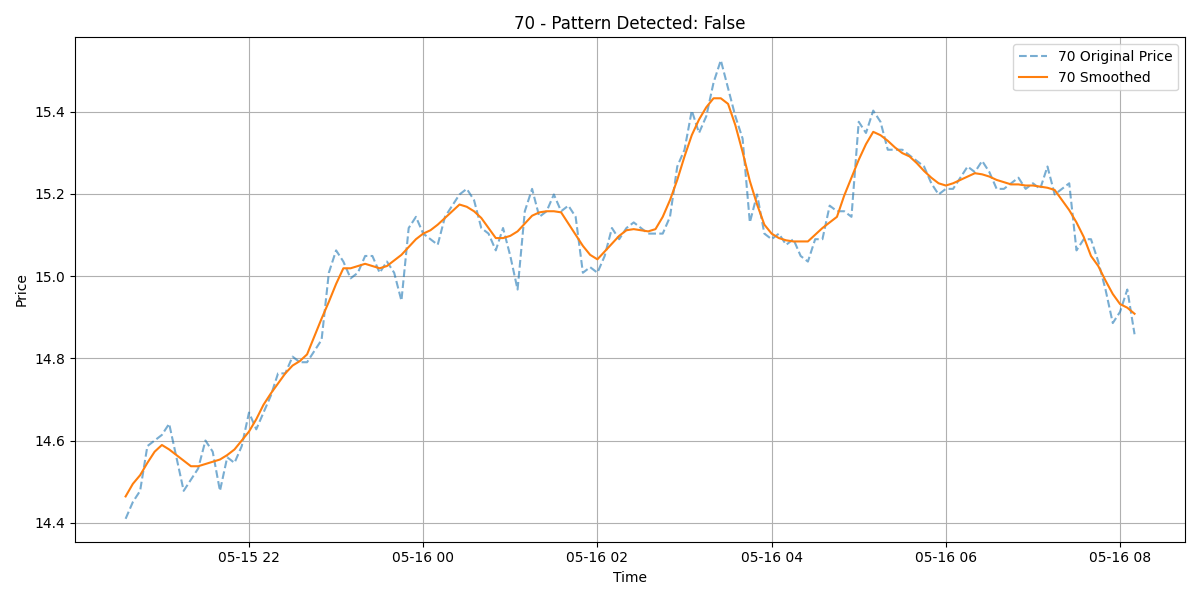 70 - Pattern Detected: False
70 Original Price
70 Smoothed
Price
15.4
15.2
15.0
14.8
14.6
14.4
05-15 22
05-16 00
05-16 02
05-16 04
05-16 06
05-16 08
Time